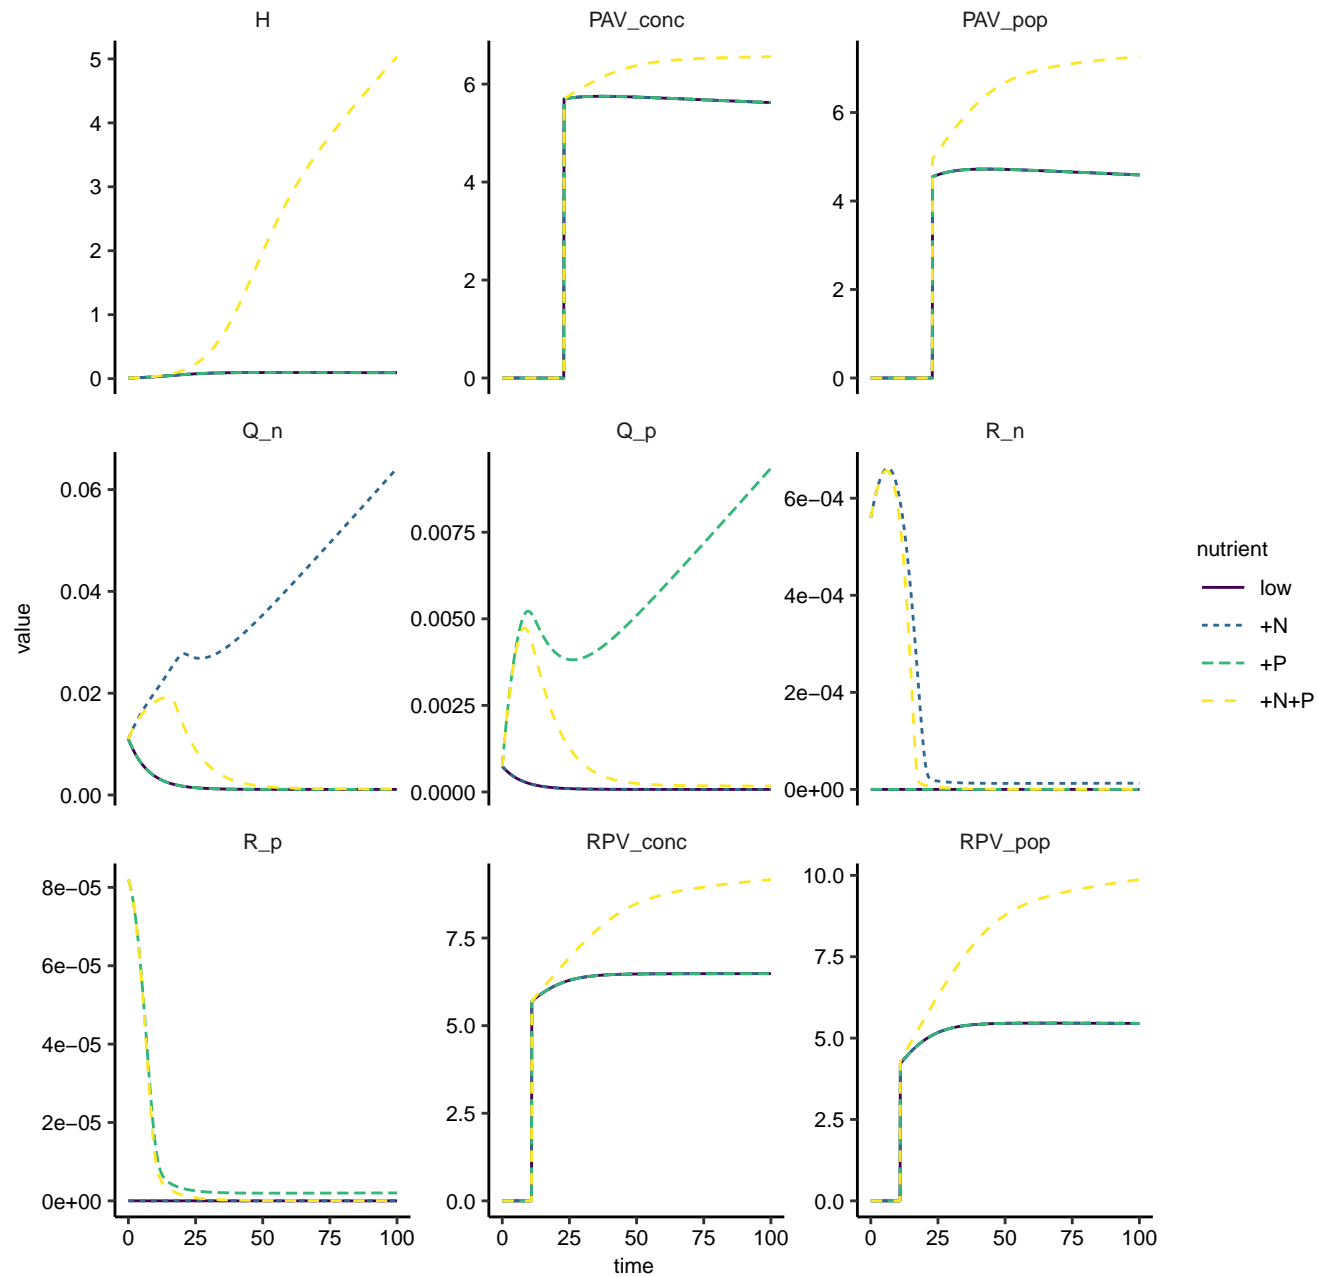 H
PAV_conc
PAV_pop
5
4
3
2
1
0
6
4
2
0
6
4
2
0
Q_n
Q_p
R_n
0.06
0.04
0.02
0.00
0.0075
0.0050
0.0025
0.0000
6e−04
4e−04
2e−04
0e+00
value
nutrient
low
+N
+P
+N+P
R_p
RPV_conc
RPV_pop
8e−05
6e−05
4e−05
2e−05
0e+00
7.5
5.0
2.5
0.0
10.0
7.5
5.0
2.5
0.0
0 25 50 75 100
0 25 50 75 100
0 25 50 75 100
time